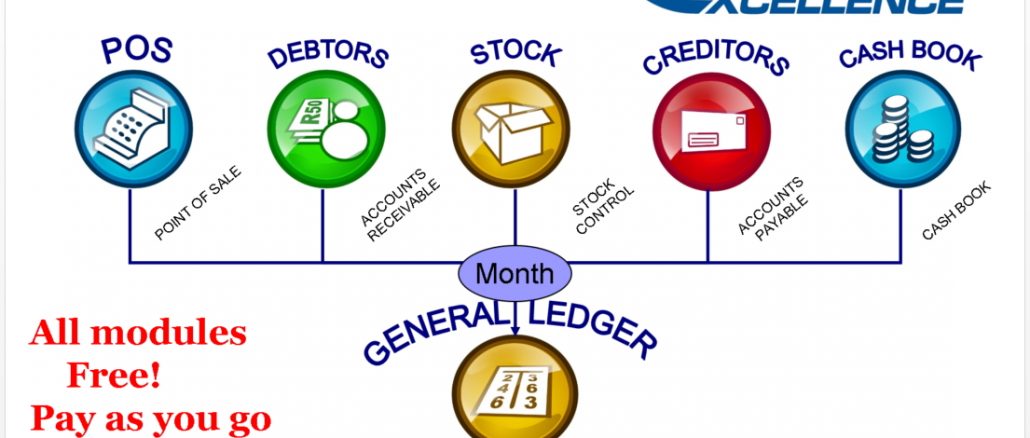 XCELLENCE
POS
DEBTORS
STOCK
CREDITORS
CASH BOOK
R50
POINT OF SALE
ACCOUNTS
RECEIVABLE
STOCK
CONTROL
ACCOUNTS
PAYABLE
CASH BOOK
Month
GENERAL LEDGER
All modules
Free!
Pay as you go
2 3
4 6
6 3